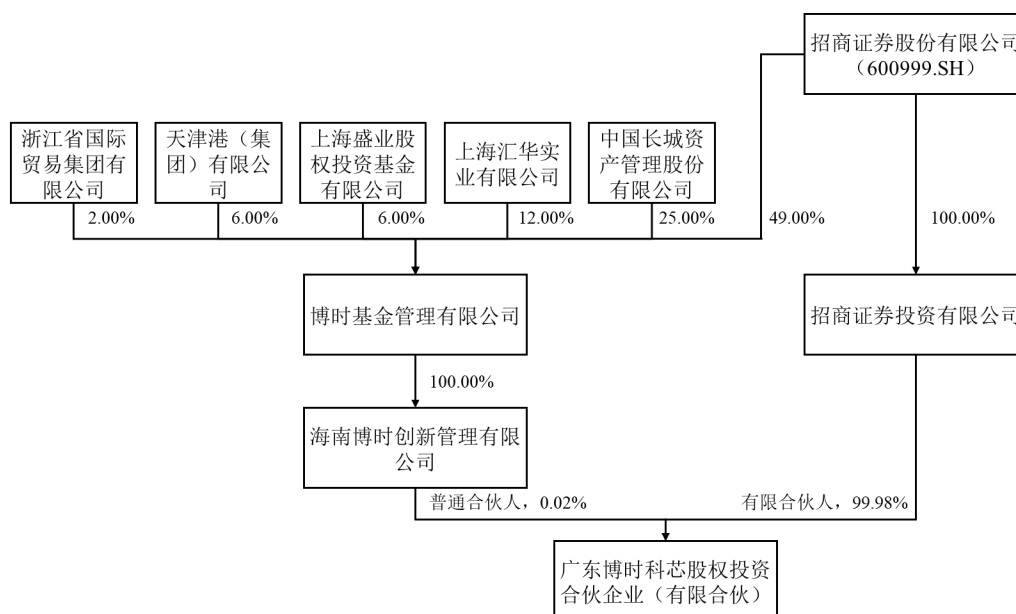 招商证券股份有限公司
（600999.SH）
浙江省国际
贸易集团有
限公司
天津港（集
团）有限公
司
上海盛业股
权投资基金
有限公司
上海汇华实
业有限公司
中国长城资
产管理股份
有限公司
2.00%
6.00%
6.00%
12.00%
25.00%
49.00%
100.00%
博时基金管理有限公司
招商证券投资有限公司
100.00%
海南博时创新管理有限
公司
普通合伙人，0.02%
有限合伙人，99.98%
广东博时科芯股权投资
合伙企业（有限合伙）